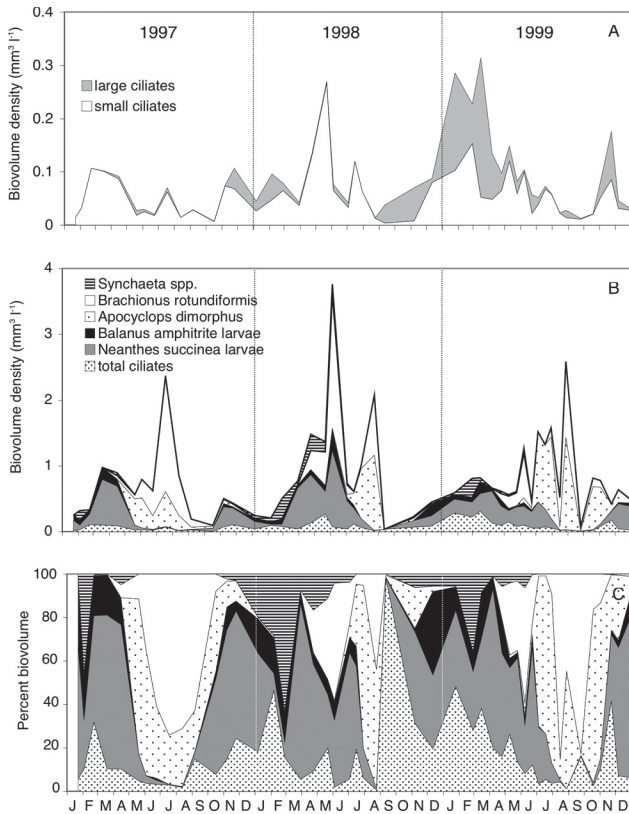 0.4
1997
1998
1999
A
0.3
large ciliates
small ciliates
0.2
0.1
0
Biovolume density (mm³ l⁻¹)
4
Synchaeta spp.
B
Brachionus rotundiformis
Apocyclops dimorphus
3
Balanus amphitrite larvae
Neanthes succinea larvae
total ciliates
2
1
0
Biovolume density (mm³ l⁻¹)
100
C
80
60
40
20
0
Percent biovolume
J F M A M J J A S O N D J F M A M J J A S O N D J F M A M J J A S O N D